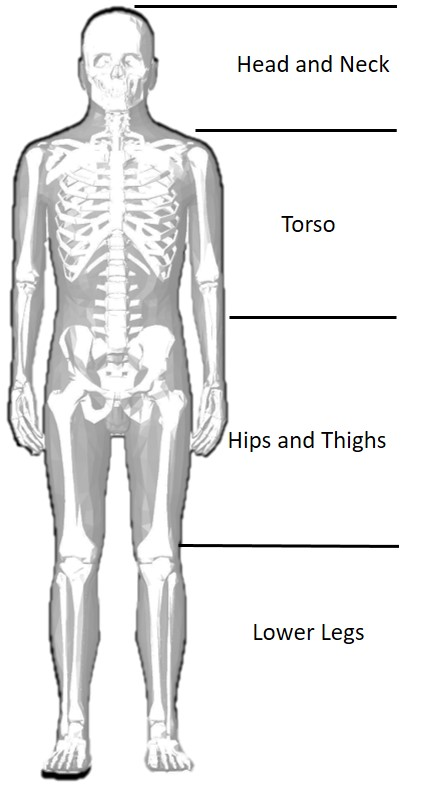 Head and Neck
Torso
Hips and Thighs
Lower Legs